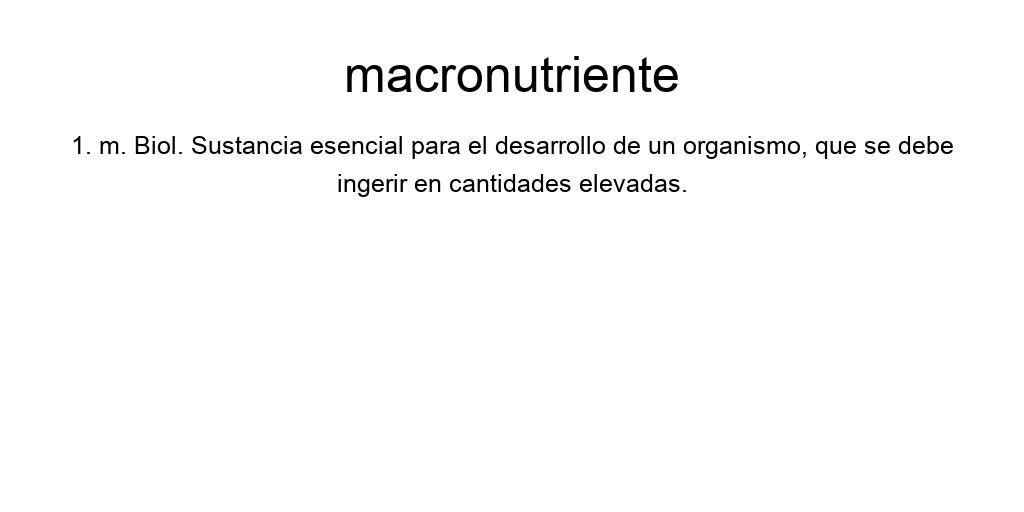 macronutriente
1. m. Biol. Sustancia esencial para el desarrollo de un organismo, que se debe
ingerir en cantidades elevadas.